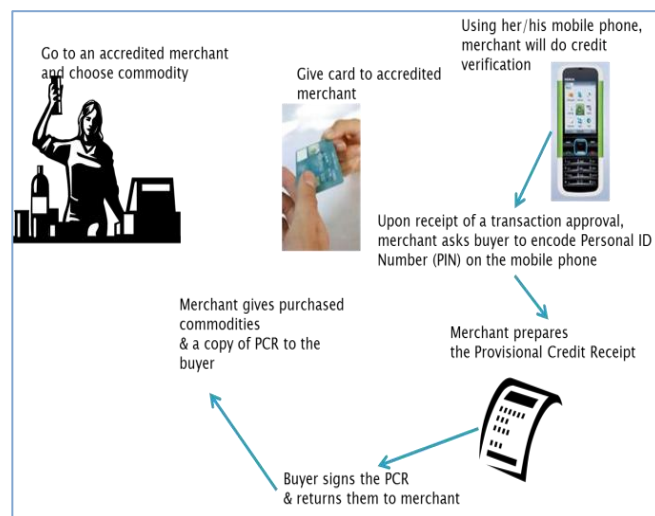 Go to an accredited merchant
and choose commodity
Give card to accredited
merchant
Using her/his mobile phone,
merchant will do credit
verification
Upon receipt of a transaction approval,
merchant asks buyer to encode Personal ID
Number (PIN) on the mobile phone
Merchant prepares
the Provisional Credit Receipt
Buyer signs the PCR
& returns them to merchant
Merchant gives purchased
commodities
& a copy of PCR to the
buyer